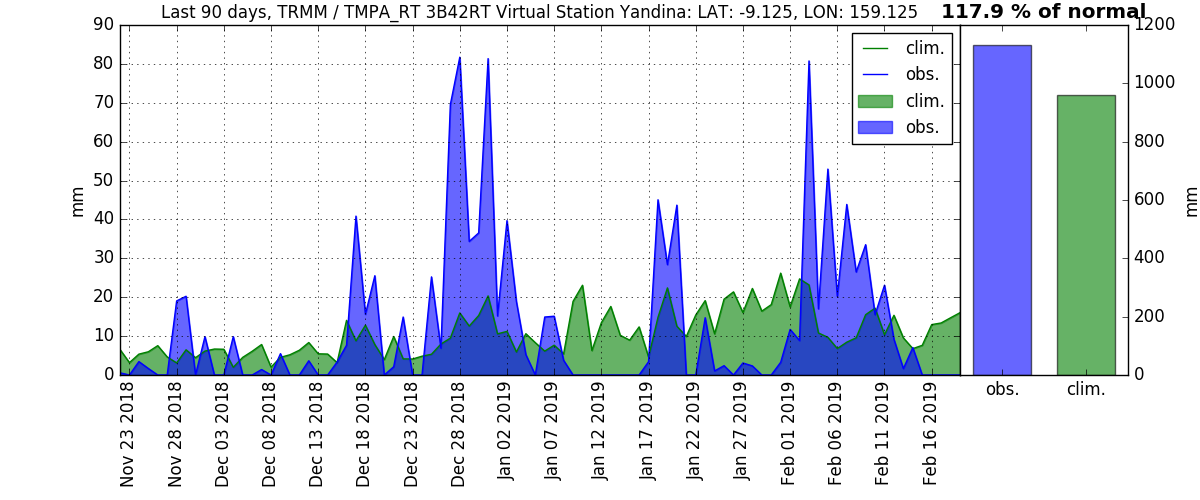 Last 90 days, TRMM / TMPA_RT 3B42RT Virtual Station Yandina: LAT: -9.125, LON: 159.125
117.9 % of normal
90
80
70
60
50
40
30
20
10
0
mm
clim.
obs.
clim.
obs.
Nov 23 2018
Nov 28 2018
Dec 03 2018
Dec 08 2018
Dec 13 2018
Dec 18 2018
Dec 23 2018
Dec 28 2018
Jan 02 2019
Jan 07 2019
Jan 12 2019
Jan 17 2019
Jan 22 2019
Jan 27 2019
Feb 01 2019
Feb 06 2019
Feb 11 2019
Feb 16 2019
1200
1000
800
600
400
200
0
mm
obs.
clim.